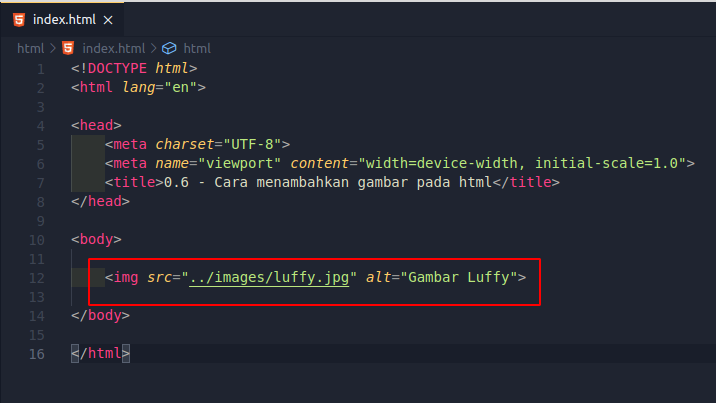 index.html ×
html > index.html > html
1 <!DOCTYPE html>
2 <html lang="en">
3
4 <head>
5 <meta charset="UTF-8">
6 <meta name="viewport" content="width=device-width, initial-scale=1.0">
7 <title>0.6 - Cara menambahkan gambar pada html</title>
8 </head>
9
10 <body>
11
12 <img src="../images/luffy.jpg" alt="Gambar Luffy">
13
14 </body>
15
16 </html>